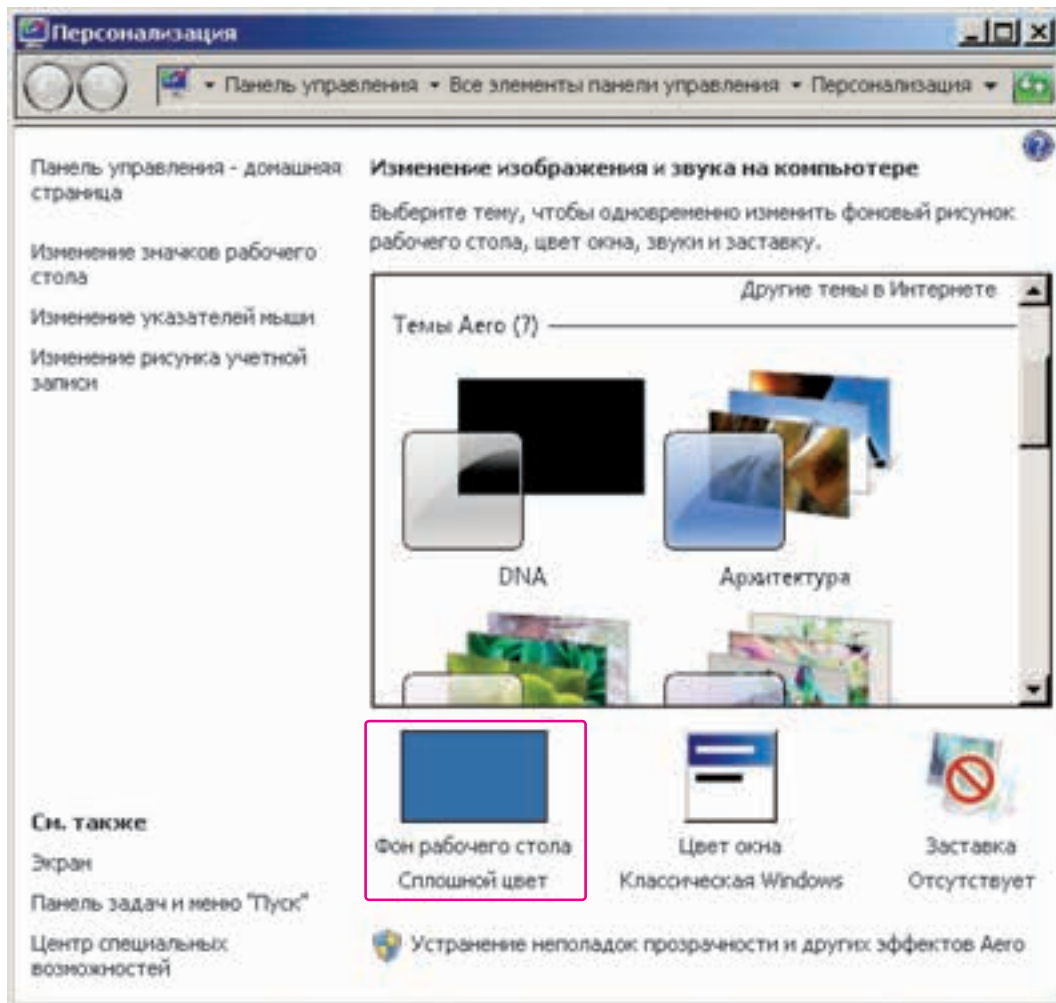 Персонализация
Панель управления
Все элементы панели управления
Персонализация
Панель управления - домашняя
страница
Изменение значков рабочего
стола
Изменение указателей мыши
Изменение рисунка учетной
записи
См. также
Экран
Панель задач и меню "Пуск"
Центр специальных
возможностей
Изменение изображения и звука на компьютере
Выберите тему, чтобы одновременно изменить фоновый рисунок
рабочего стола, цвет окна, звуки и заставку.
Другие темы в Интернете
Темы Aero (7)
DNA
Архитектура
Фон рабочего стола
Сплошной цвет
Цвет окна
Классическая Windows
Заставка
Отсутствует
Устранение неполадок прозрачности и других эффектов Aero